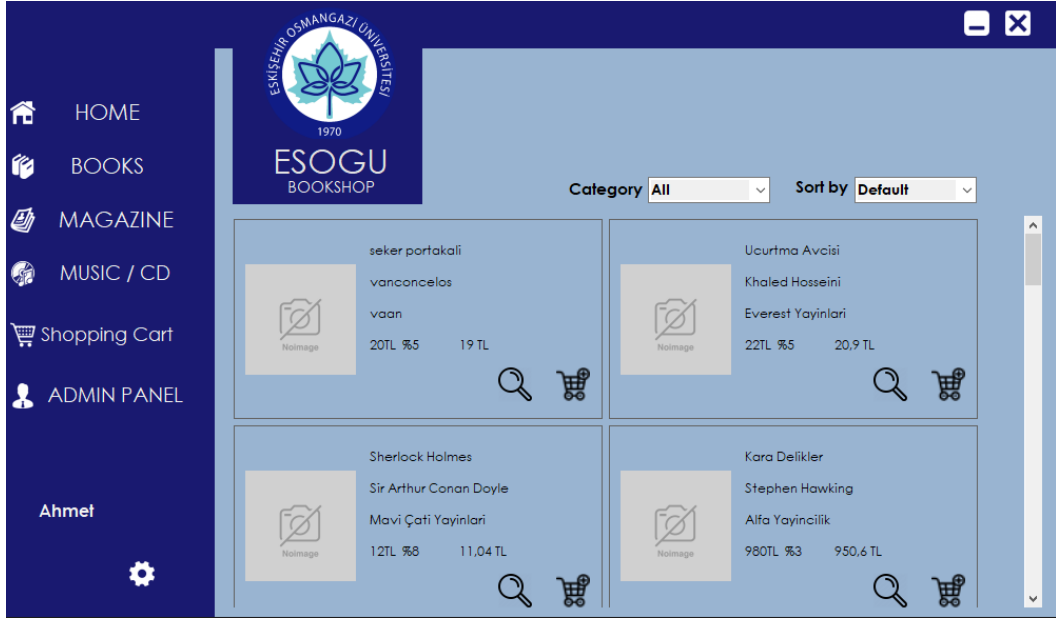 ESKİŞEHİR OSMANGAZİ ÜNİVERSİTESİ
1970
ESOGU
BOOKSHOP
HOME
BOOKS
MAGAZINE
MUSIC / CD
Shopping Cart
ADMIN PANEL
Ahmet
Category All Sort by Default
Noimage
seker portakali
vanconcelos
vaan
20TL %5 19 TL
Noimage
Ucurtma Avcisi
Khaled Hosseini
Everest Yayinlari
22TL %5 20,9 TL
Noimage
Sherlock Holmes
Sir Arthur Conan Doyle
Mavi Çati Yayinlari
12TL %8 11,04 TL
Noimage
Kara Delikler
Stephen Hawking
Alfa Yayincilik
980TL %3 950,6 TL